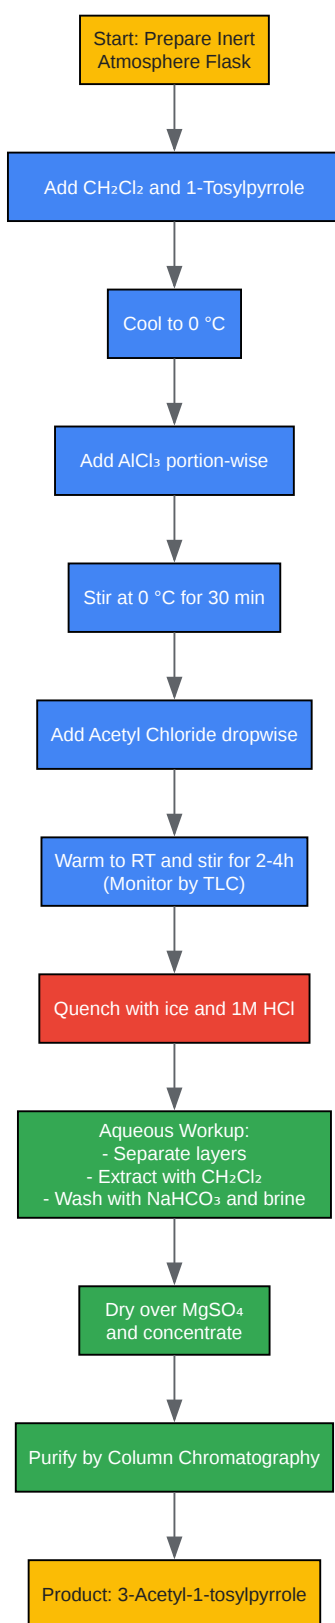 Start: Prepare Inert
Atmosphere Flask
Add CH₂Cl₂ and 1-Tosylpyrrole
Cool to 0 °C
Add AlCl₃ portion-wise
Stir at 0 °C for 30 min
Add Acetyl Chloride dropwise
Warm to RT and stir for 2-4h
(Monitor by TLC)
Quench with ice and 1M HCl
Aqueous Workup:
- Separate layers
- Extract with CH₂Cl₂
- Wash with NaHCO₃ and brine
Dry over MgSO₄
and concentrate
Purify by Column Chromatography
Product: 3-Acetyl-1-tosylpyrrole